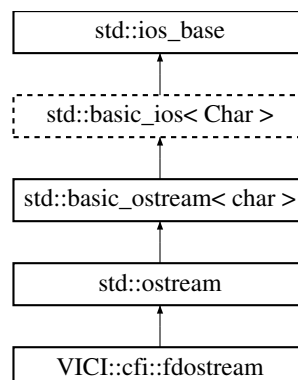 std::ios_base
std::basic_ios< Char >
std::basic_ostream< char >
std::ostream
VICI::cfi::fdostream